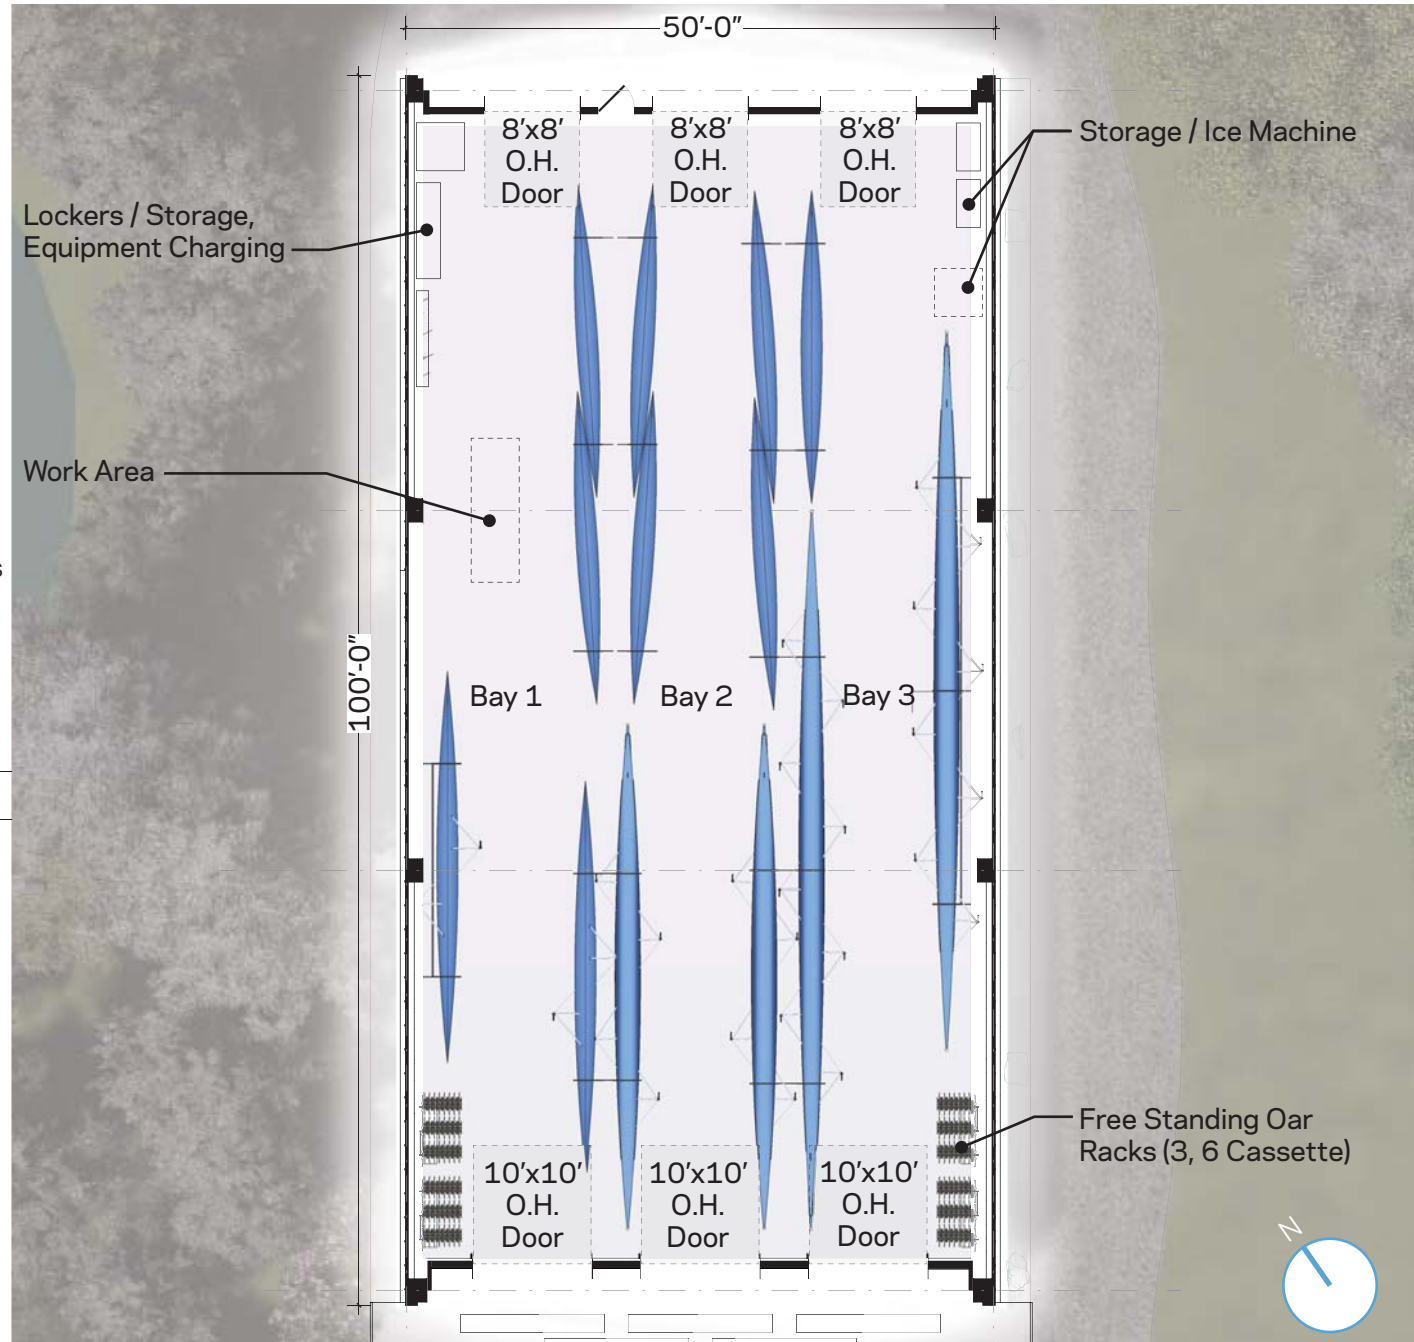 50'-0"
8'x8'
O.H.
Door
8'x8'
O.H.
Door
8'x8'
O.H.
Door
Storage / Ice Machine
Lockers / Storage,
Equipment Charging
Work Area
s
100'-0"
Bay 1
Bay 2
Bay 3
Free Standing Oar
Racks (3, 6 Cassette)
10'x10'
O.H.
Door
10'x10'
O.H.
Door
10'x10'
O.H.
Door
N